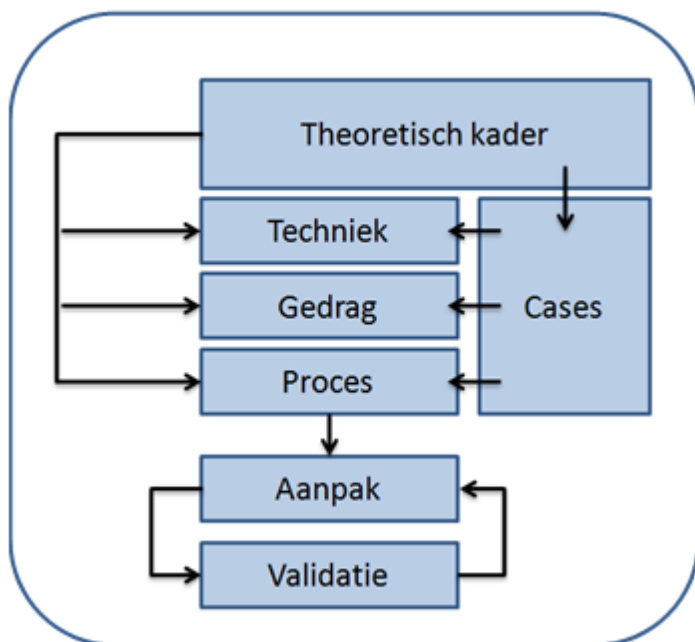 Theoretisch kader
Techniek
Gedrag
Cases
Proces
Aanpak
Validatie